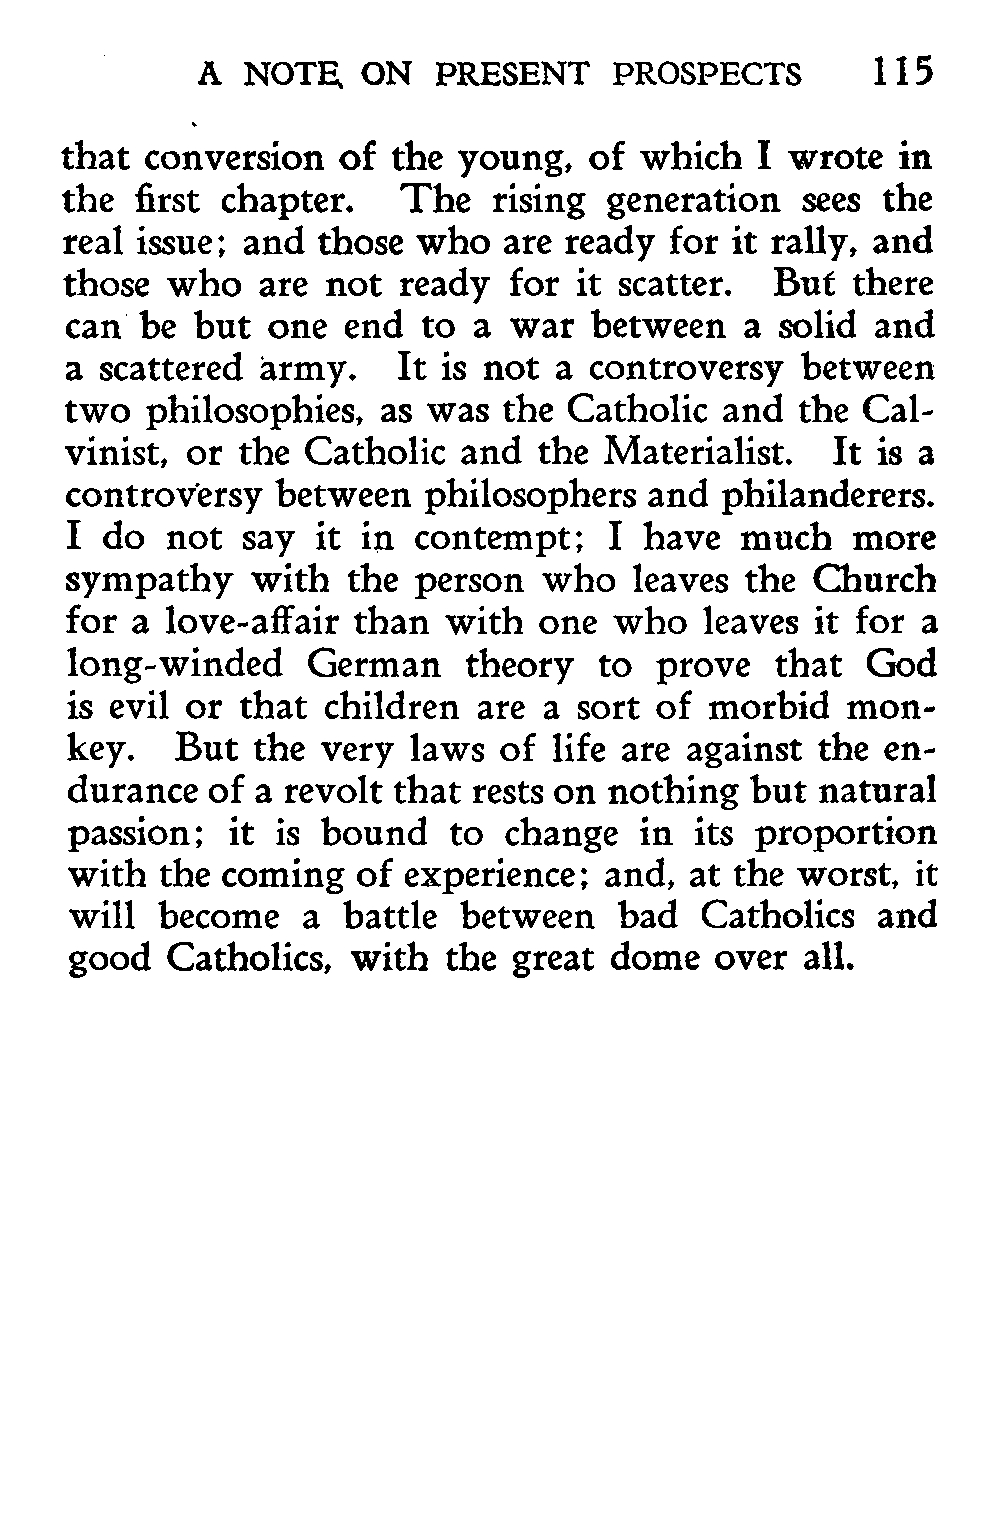 A NOTE ON PRESENT PROSPECTS 115
that conversion of the young, of which I wrote in
the first chapter. The rising generation sees the
real issue; and those who are ready for it rally, and
those who are not ready for it scatter. But there
can be but one end to a war between a solid and
a scattered army. It is not a controversy between
two philosophies, as was the Catholic and the Cal-
vinist, or the Catholic and the Materialist. It is a
controversy between philosophers and philanderers.
I do not say it in contempt; I have much more
sympathy with the person who leaves the Church
for a love-affair than with one who leaves it for a
long-winded German theory to prove that God
is evil or that children are a sort of morbid mon-
key. But the very laws of life are against the en-
durance of a revolt that rests on nothing but natural
passion; it is bound to change in its proportion
with the coming of experience; and, at the worst, it
will become a battle between bad Catholics and
good Catholics, with the great dome over all.